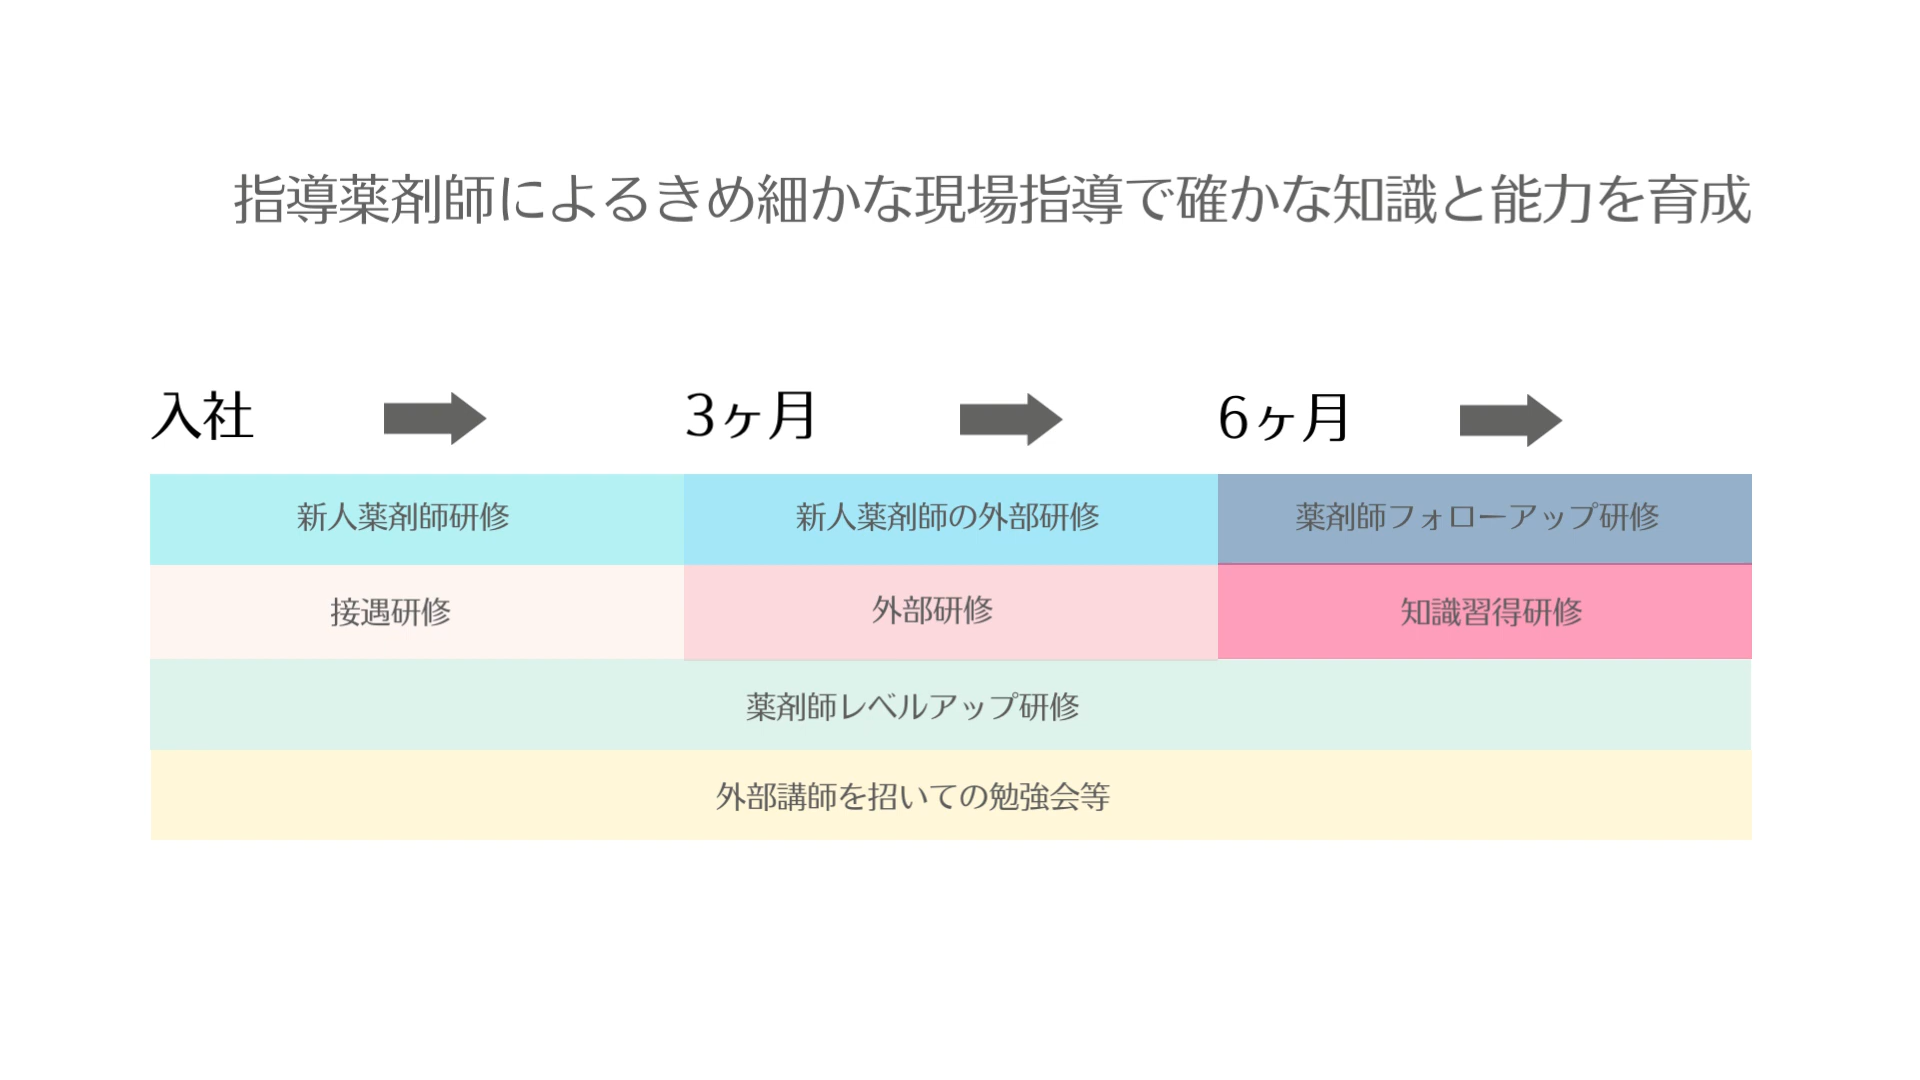 指導薬剤師によるきめ細かな現場指導で確かな知識と能力を育成
入社 3ヶ月 6ヶ月
新人薬剤師研修 新人薬剤師の外部研修 薬剤師フォローアップ研修
接遇研修 外部研修 知識習得研修
薬剤師レベルアップ研修
外部講師を招いての勉強会等